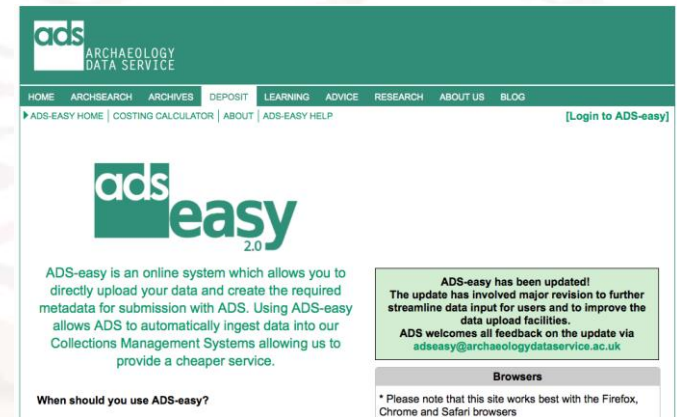 ads
ARCHAEOLOGY
DATA SERVICE
HOME ARCHSEARCH ARCHIVES DEPOSIT LEARNING ADVICE RESEARCH ABOUT US BLOG
ADS-EASY HOME | COSTING CALCULATOR | ABOUT | ADS-EASY HELP [Login to ADS-easy]
ads
easy
2.0
ADS-easy is an online system which allows you to
directly upload your data and create the required
metadata for submission with ADS. Using ADS-easy
allows ADS to automatically ingest data into our
Collections Management Systems allowing us to
provide a cheaper service.
When should you use ADS-easy?
ADS-easy has been updated!
The update has involved major revision to further
streamline data input for users and to improve the
data upload facilities.
ADS welcomes all feedback on the update via
adseasy@archaeologydataservice.ac.uk
Browsers
* Please note that this site works best with the Firefox,
Chrome and Safari browsers